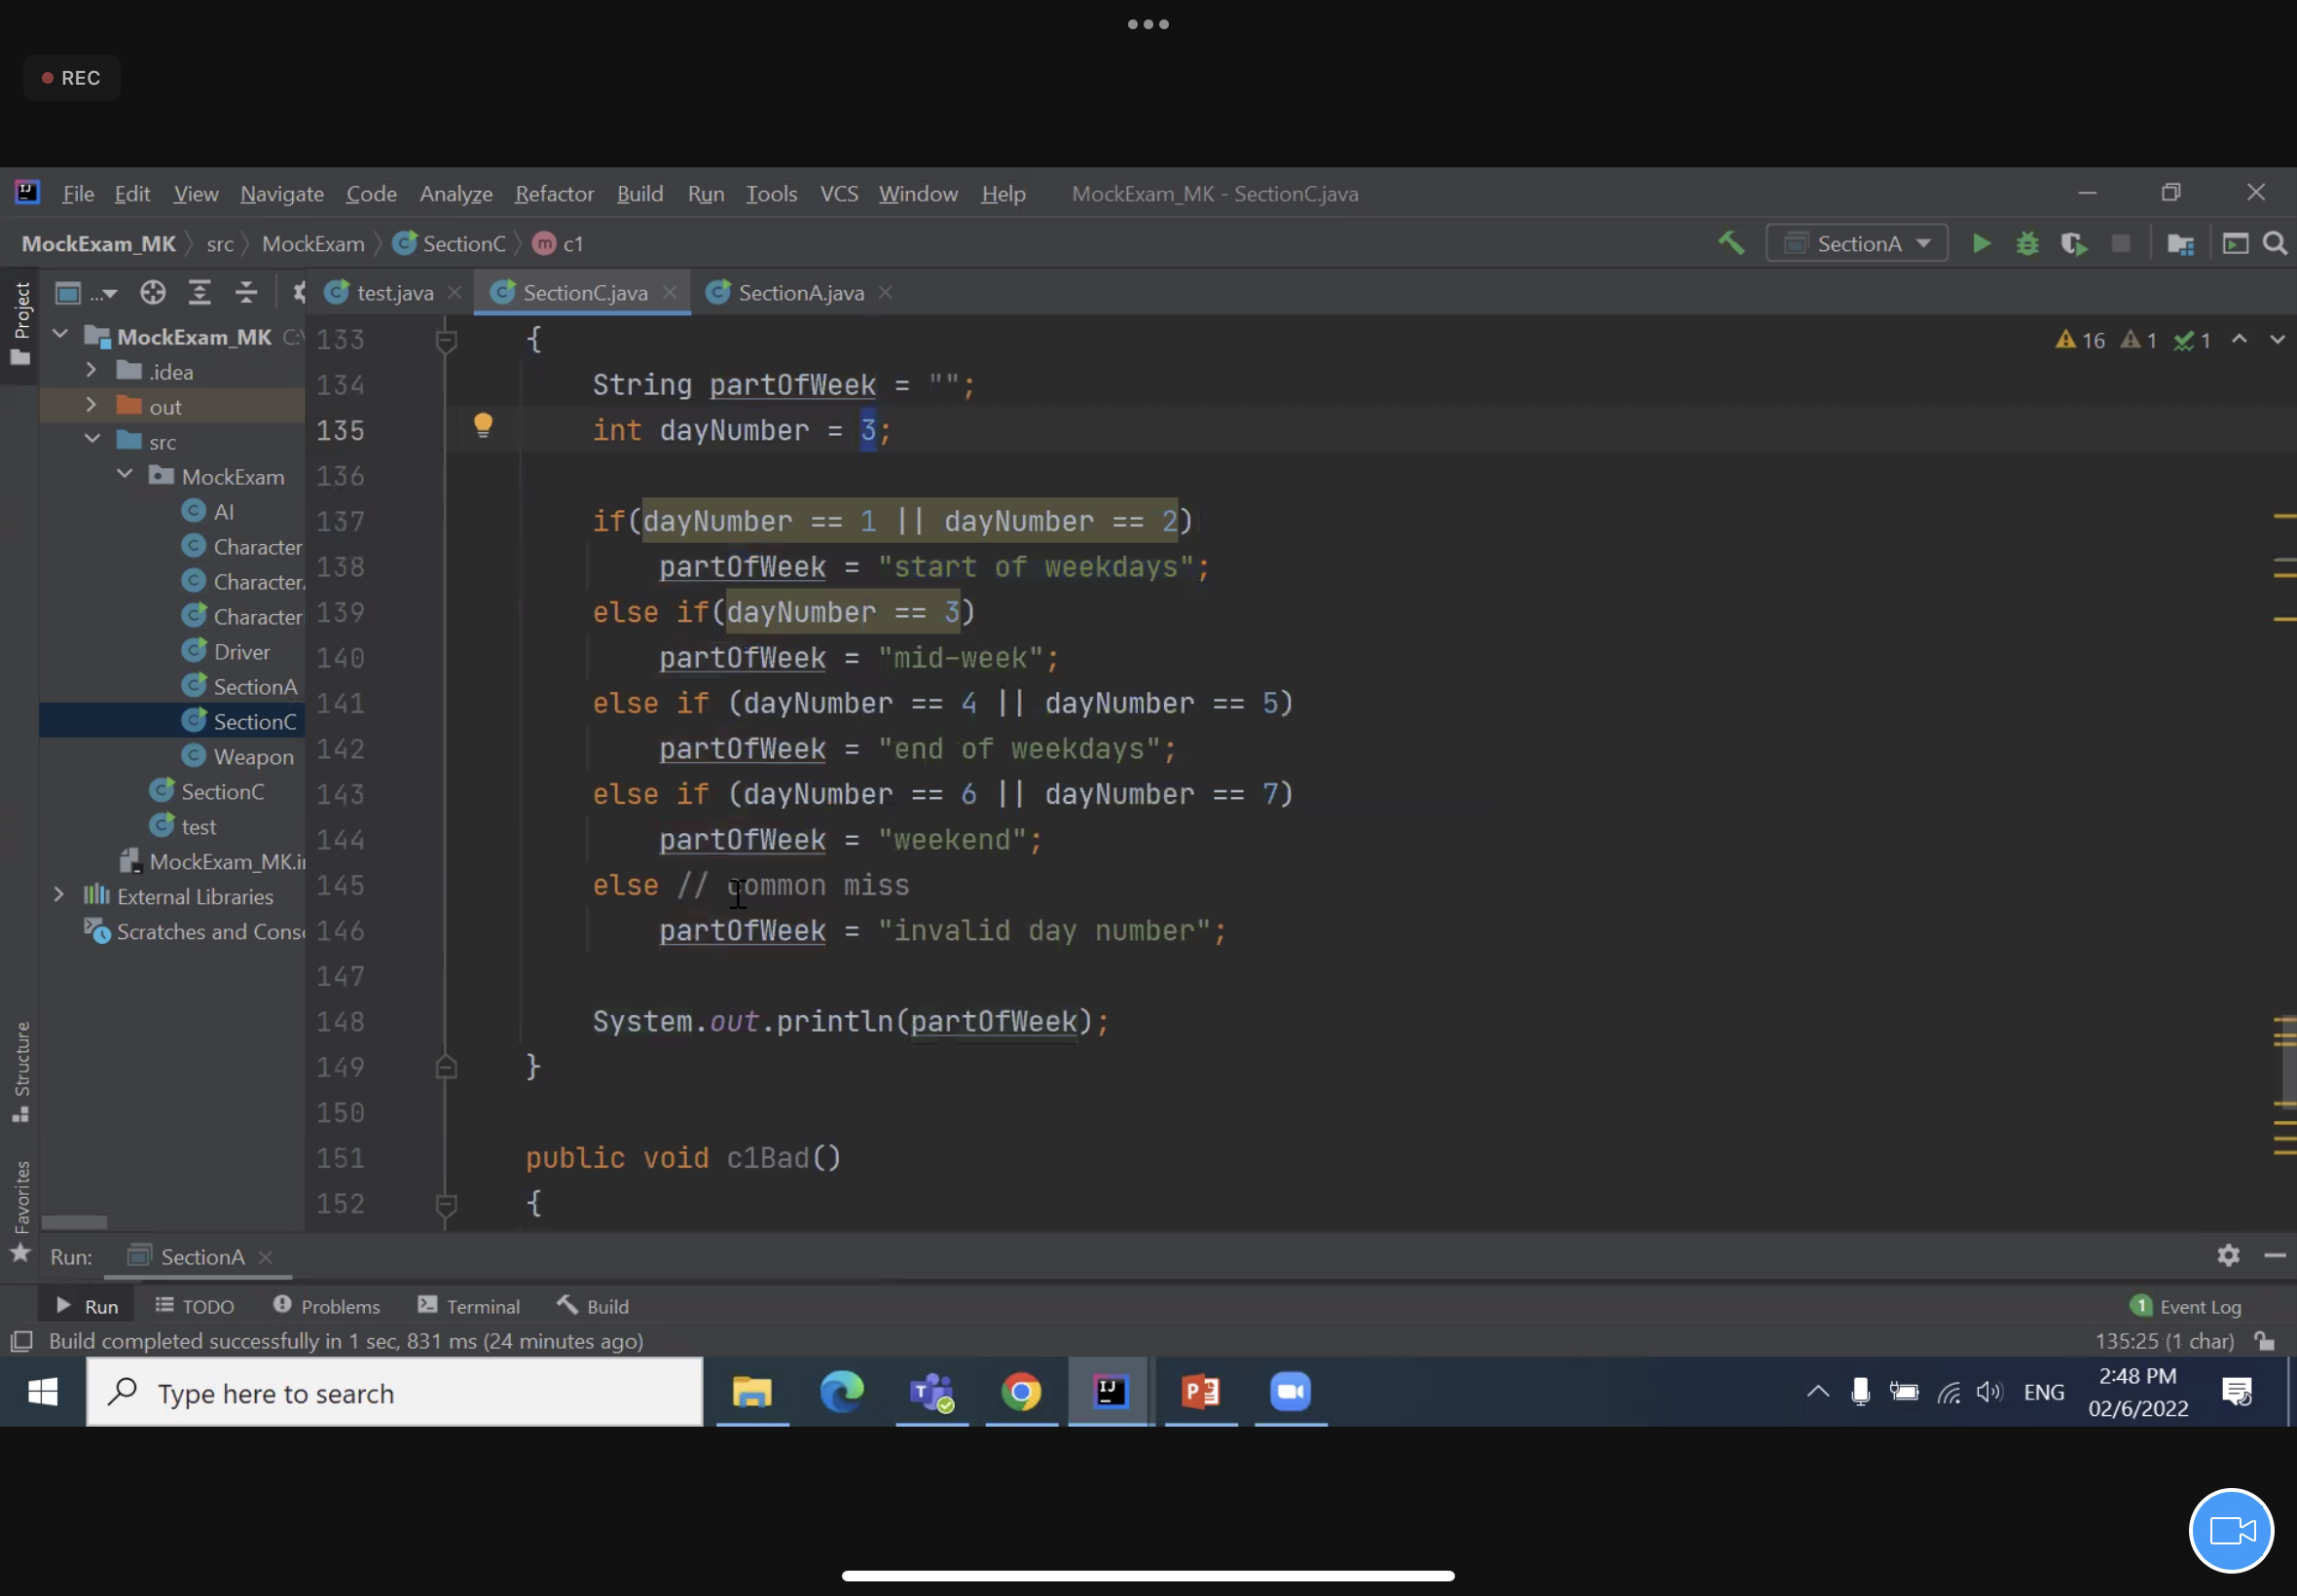 REC
File Edit View Navigate Code Analyze Refactor Build Run Tools VCS Window Help MockExam_MK - SectionC.java
MockExam_MK src MockExam SectionC m c1 SectionA
Project ... test.java SectionC.java SectionA.java
MockExam_MK
.idea
out
src
MockExam
AI
Character
Character
Character
Driver
SectionA
SectionC
Weapon
SectionC
test
MockExam_MK.i
External Libraries
Scratches and Cons
16 1 1
133 {
134 String partOfWeek = "";
135 int dayNumber = 3;
136
137 if(dayNumber == 1 || dayNumber == 2)
138 partOfWeek = "start of weekdays";
139 else if(dayNumber == 3)
140 partOfWeek = "mid-week";
141 else if (dayNumber == 4 || dayNumber == 5)
142 partOfWeek = "end of weekdays";
143 else if (dayNumber == 6 || dayNumber == 7)
144 partOfWeek = "weekend";
145 else // common miss
146 partOfWeek = "invalid day number";
147
148 System.out.println(partOfWeek);
149 }
150
151 public void c1Bad()
152 {
Structure
Favorites
Run: SectionA
Run TODO Problems Terminal Build 1 Event Log
Build completed successfully in 1 sec, 831 ms (24 minutes ago) 135:25 (1 char)
Type here to search
ENG
2:48 PM
02/6/2022